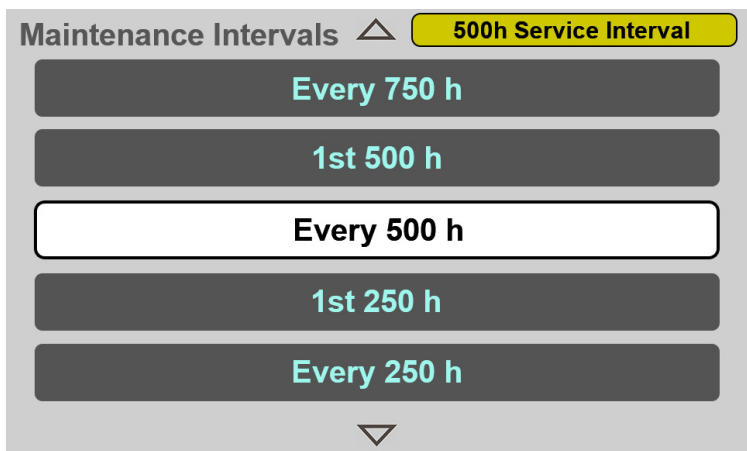 Maintenance Intervals
500h Service Interval
Every 750 h
1st 500 h
Every 500 h
1st 250 h
Every 250 h